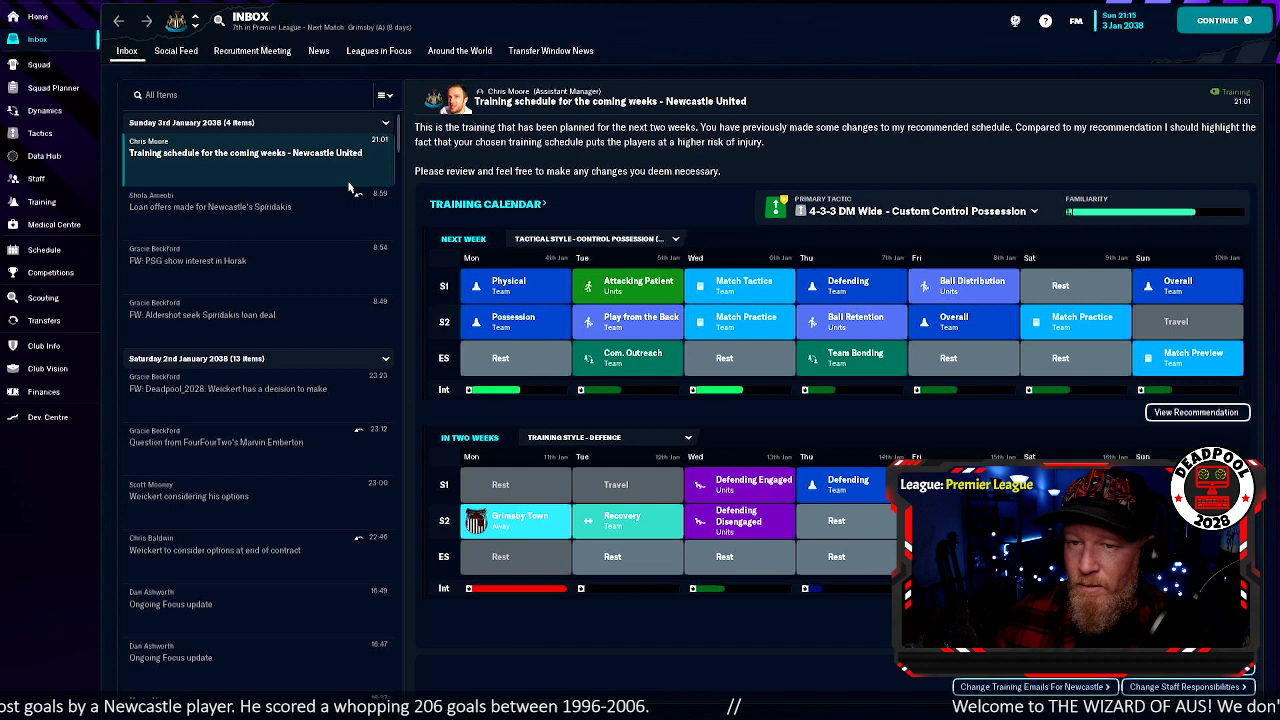 Home
Inbox
Squad
Squad Planner
Dynamics
Tactics
Data Hub
Staff
Training
Medical Centre
Schedule
Competitions
Scouting
Transfers
Club Info
Club Vision
Finances
Dev. Centre
INBOX
7th in Premier League - Next Match: Grimsby (A) (8 days)
FM
Sun 21:15
3 Jan 2038
CONTINUE
Inbox Social Feed Recruitment Meeting News Leagues in Focus Around the World Transfer Window News
All Items
Sunday 3rd January 2038 (4 items)
Chris Moore 21:01
Training schedule for the coming weeks - Newcastle United
Shola Ameobi 8:59
Loan offers made for Newcastle's Spiridakis
Gracie Beckford 8:54
FW: PSG show interest in Horak
Gracie Beckford 8:49
FW: Aldershot seek Spiridakis loan deal
Saturday 2nd January 2038 (13 items)
Gracie Beckford 23:23
FW: Deadpool_2028: Weickert has a decision to make
Gracie Beckford 23:12
Question from FourFourTwo's Marvin Emberton
Scott Mooney 23:00
Weickert considering his options
Chris Baldwin 22:46
Weickert to consider options at end of contract
Dan Ashworth 16:49
Ongoing Focus update
Dan Ashworth 16:47
Ongoing Focus update
Chris Moore (Assistant Manager)
Training schedule for the coming weeks - Newcastle United
Training
21:01
This is the training that has been planned for the next two weeks. You have previously made some changes to my recommended schedule. Compared to my recommendation I should highlight the
fact that your chosen training schedule puts the players at a higher risk of injury.
Please review and feel free to make any changes you deem necessary.
TRAINING CALENDAR
PRIMARY TACTIC
4-3-3 DM Wide - Custom Control Possession
FAMILIARITY
NEXT WEEK TACTICAL STYLE - CONTROL POSSESSION (...
Mon 4th Jan Tue 5th Jan Wed 6th Jan Thu 7th Jan Fri 8th Jan Sat 9th Jan Sun 10th Jan
S1 Physical Attacking Patient Match Tactics Defending Ball Distribution Rest Overall
Team Units Team Team Units Team
S2 Possession Play from the Back Match Practice Ball Retention Overall Match Practice Travel
Team Team Team Units Team Team
ES Rest Com. Outreach Rest Team Bonding Rest Rest Match Preview
Team Team Team
Int
View Recommendation
IN TWO WEEKS TRAINING STYLE - DEFENCE
Mon 11th Jan Tue 12th Jan Wed 13th Jan Thu 14th Jan Fri 15th Jan Sat 16th Jan Sun 17th Jan
S1 Rest Travel Defending Engaged Defending
Units Team
S2 Grimsby Town Recovery Defending Disengaged Rest
Away Team Units
ES Rest Rest Rest Rest
Int
League: Premier League
DEADPOOL
2028
Change Training Emails For Newcastle
Change Staff Responsibilities
ost goals by a Newcastle player. He scored a whopping 206 goals between 1996-2006. // Welcome to THE WIZARD OF AUS! We don'